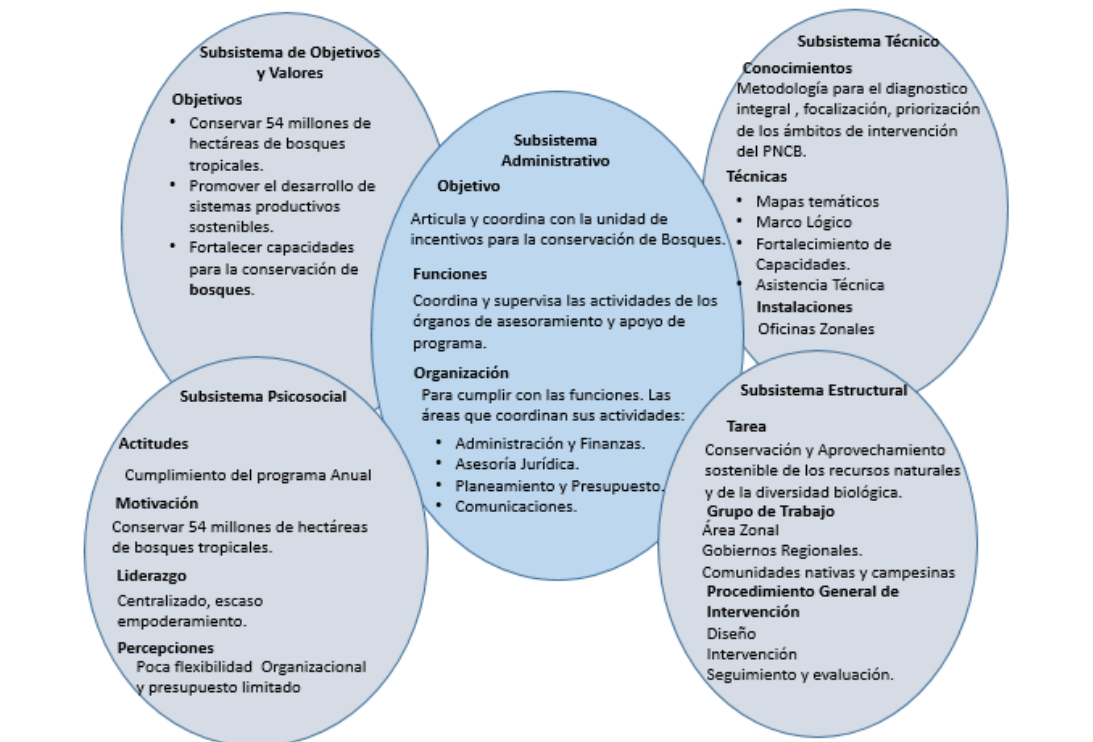 Subsistema de Objetivos
y Valores
Objetivos
• Conservar 54 millones de
hectáreas de bosques
tropicales.
• Promover el desarrollo de
sistemas productivos
sostenibles.
• Fortalecer capacidades
para la conservación de
bosques.
Subsistema Técnico
Conocimientos
Metodología para el diagnostico
integral , focalización, priorización
de los ámbitos de intervención
del PNCB.
Técnicas
• Mapas temáticos
• Marco Lógico
• Fortalecimiento de
Capacidades.
• Asistencia Técnica
Instalaciones
Oficinas Zonales
Subsistema
Administrativo
Objetivo
Articula y coordina con la unidad de
incentivos para la conservación de Bosques.
Funciones
Coordina y supervisa las actividades de los
órganos de asesoramiento y apoyo de
programa.
Organización
Para cumplir con las funciones. Las
áreas que coordinan sus actividades:
• Administración y Finanzas.
• Asesoría Jurídica.
• Planeamiento y Presupuesto.
• Comunicaciones.
Subsistema Psicosocial
Actitudes
Cumplimiento del programa Anual
Motivación
Conservar 54 millones de hectáreas
de bosques tropicales.
Liderazgo
Centralizado, escaso
empoderamiento.
Percepciones
Poca flexibilidad Organizacional
y presupuesto limitado
Subsistema Estructural
Tarea
Conservación y Aprovechamiento
sostenible de los recursos naturales
y de la diversidad biológica.
Grupo de Trabajo
Área Zonal
Gobiernos Regionales.
Comunidades nativas y campesinas
Procedimiento General de
Intervención
Diseño
Intervención
Seguimiento y evaluación.